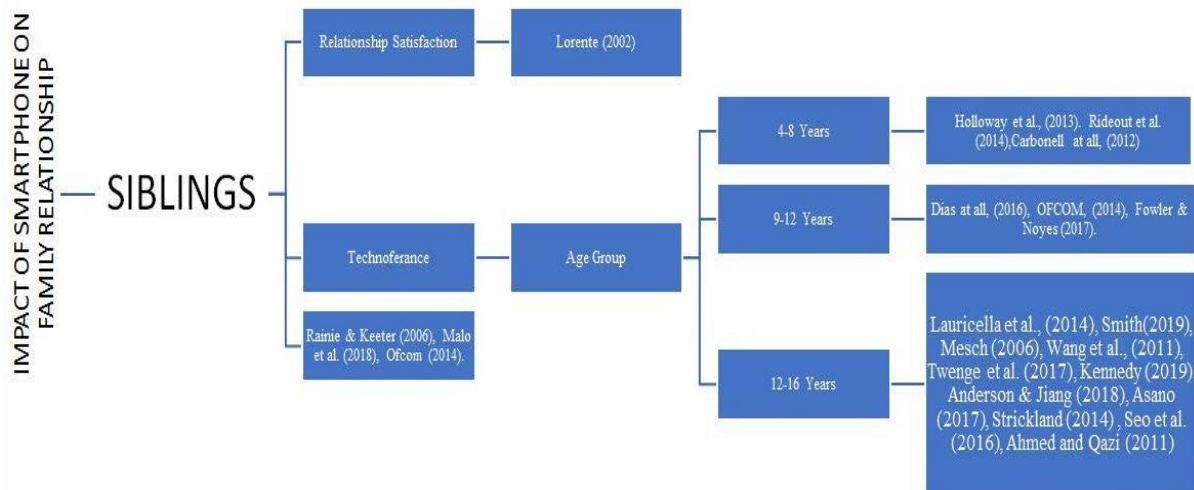 IMPACT OF SMARTPHONE ON
FAMILY RELATIONSHIP
SIBLINGS
Relationship Satisfaction
Lorente (2002)
Technoferance
Age Group
Rainie & Keeter (2006), Malo
et al. (2018), Ofcom (2014).
4-8 Years
Holloway et al., (2013). Rideout et al.
(2014),Carbonell at all, (2012)
9-12 Years
Dias at all, (2016), OFCOM, (2014), Fowler &
Noyes (2017).
12-16 Years
Lauricella et al., (2014), Smith(2019),
Mesch (2006), Wang et al., (2011),
Twenge et al. (2017), Kennedy (2019)
Anderson & Jiang (2018), Asano
(2017), Strickland (2014) , Seo et al.
(2016), Ahmed and Qazi (2011)